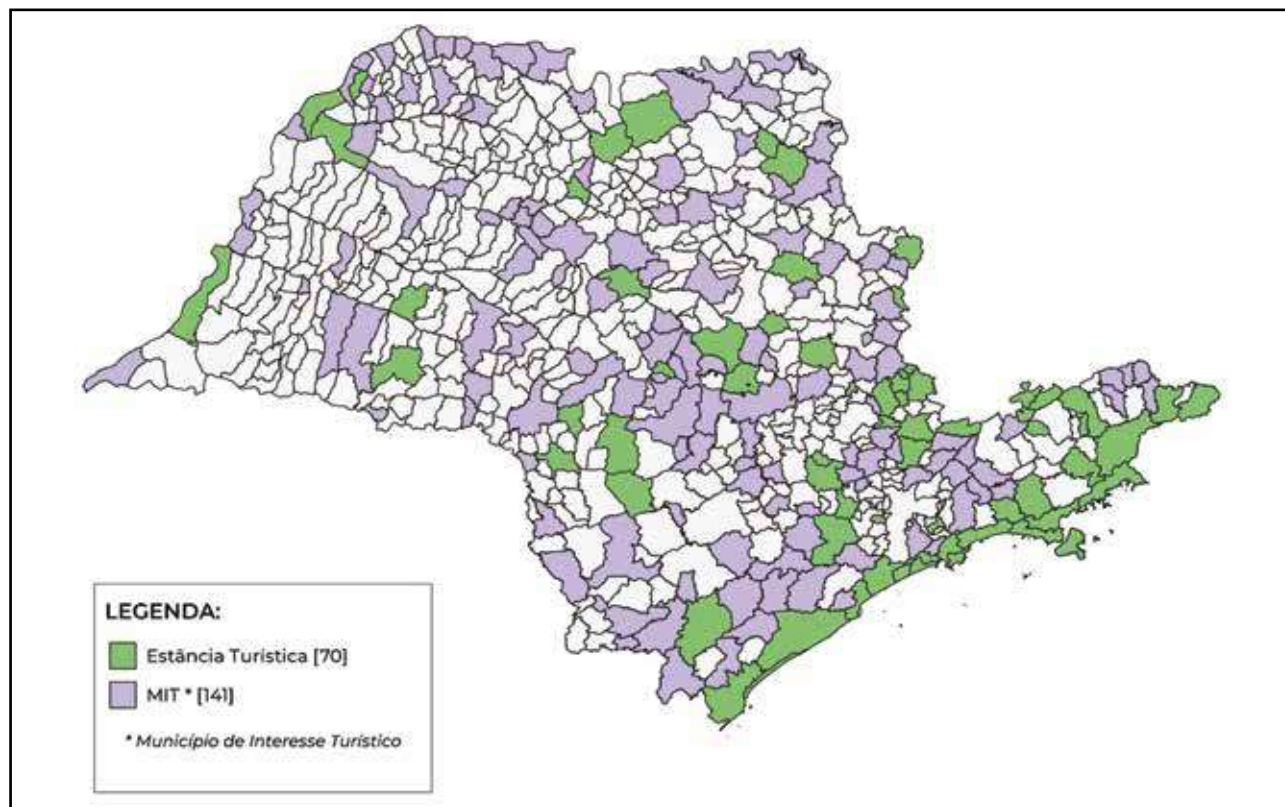 LEGENDA:
Estância Turística [70]
MIT * [141]
* Município de Interesse Turístico